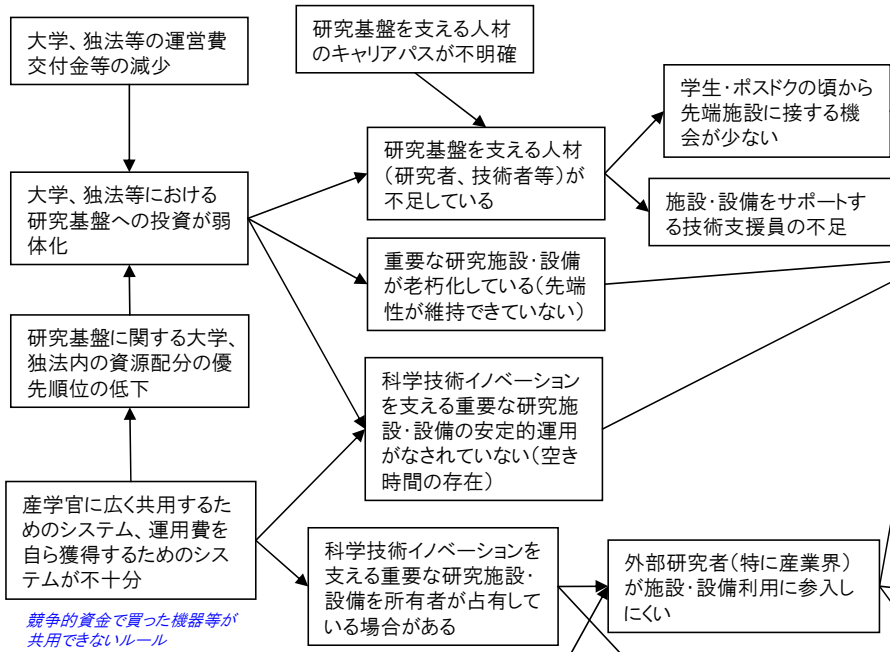 大学、独法等の運営費
交付金等の減少
研究基盤を支える人材
のキャリアパスが不明確
学生・ポスドクの頃から
先端施設に接する機
会が少ない
研究基盤を支える人材
(研究者、技術者等)が
不足している
大学、独法等における
研究基盤への投資が弱
体化
施設・設備をサポートす
る技術支援員の不足
重要な研究施設・設備
が老朽化している(先端
性が維持できていない)
研究基盤に関する大学、
独法内の資源配分の優
先順位の低下
科学技術イノベーション
を支える重要な研究施
設・設備の安定的運用
がなされていない(空き
時間の存在)
産学官に広く共用するた
めのシステム、運用費を
自ら獲得するためのシス
テムが不十分
科学技術イノベーションを
支える重要な研究施設・
設備を所有者が占有して
いる場合がある
外部研究者(特に産業界)
が施設・設備利用に参入し
にくい
競争的資金で買った機器等が
共用できないルール